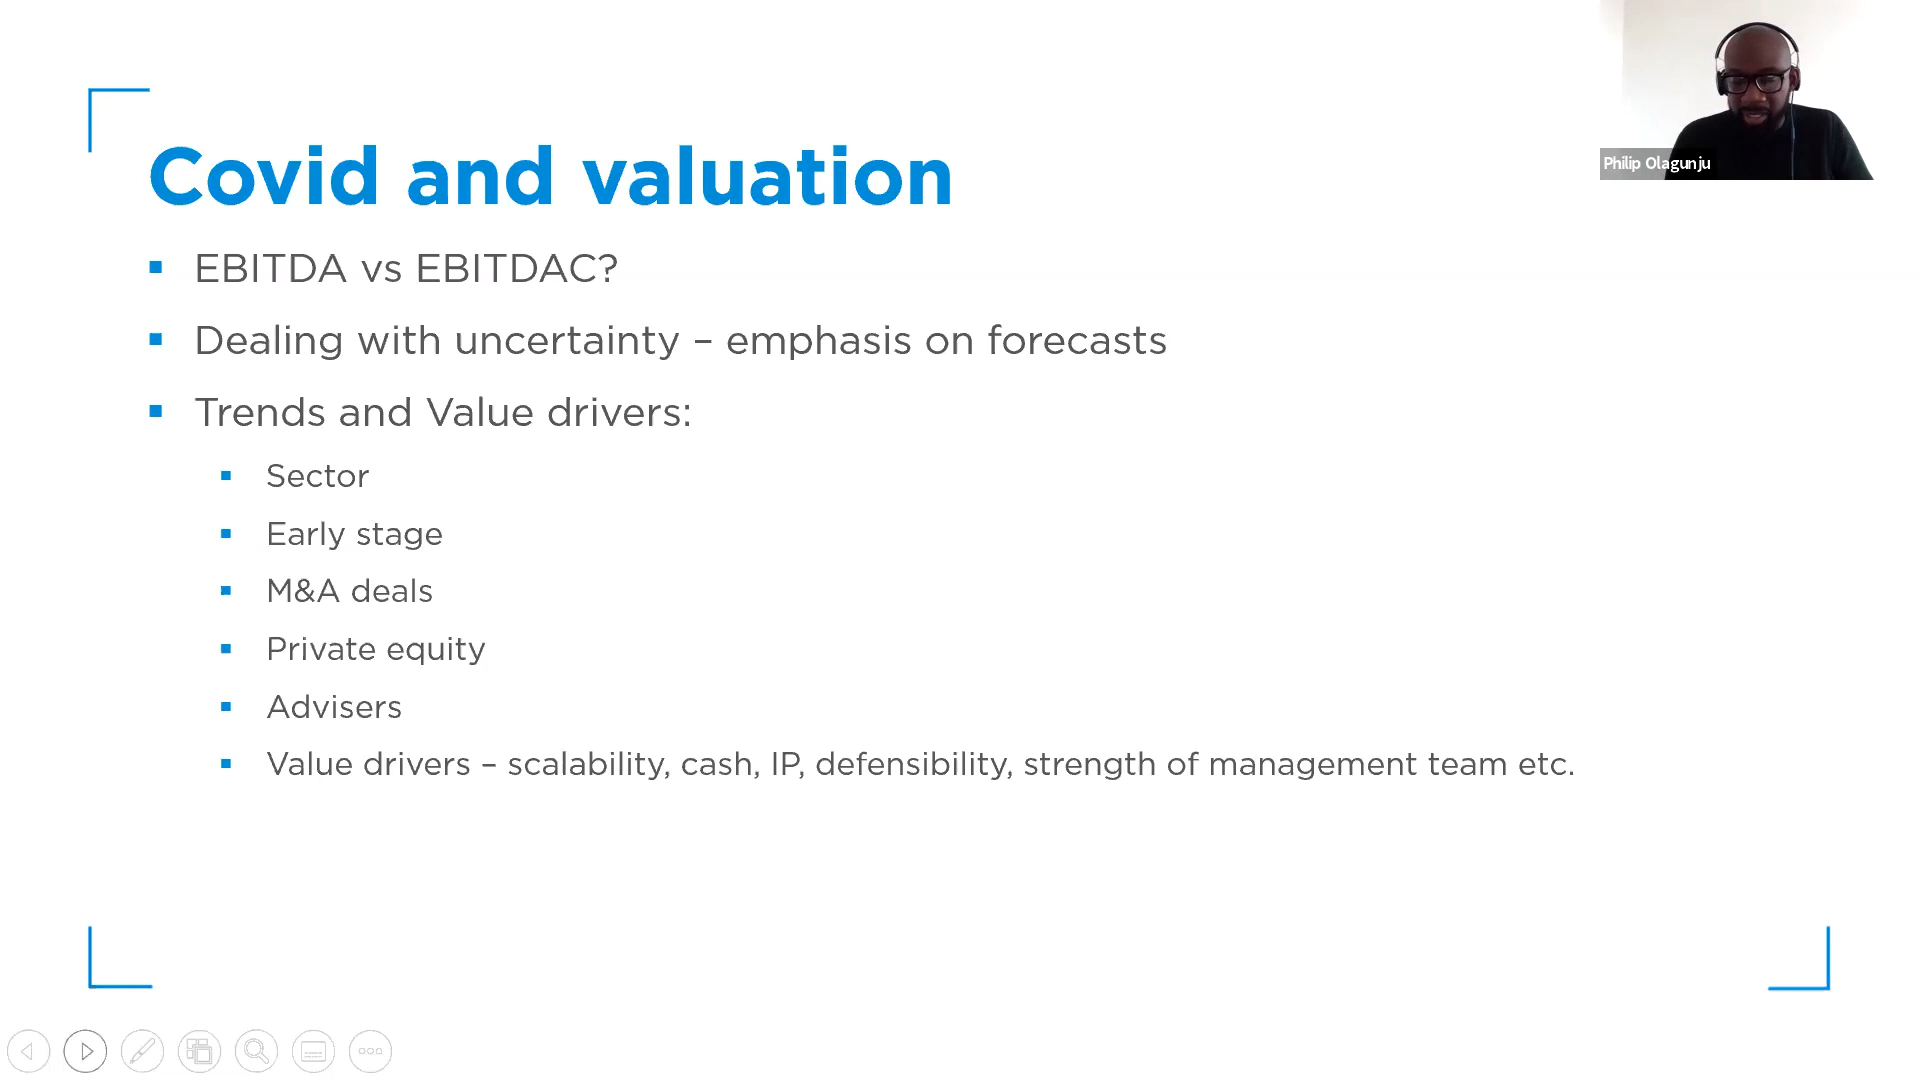 Covid and valuation
EBITDA vs EBITDAC?
Dealing with uncertainty – emphasis on forecasts
Trends and Value drivers:
Sector
Early stage
M&A deals
Private equity
Advisers
Value drivers – scalability, cash, IP, defensibility, strength of management team etc.
Philip Olagunju